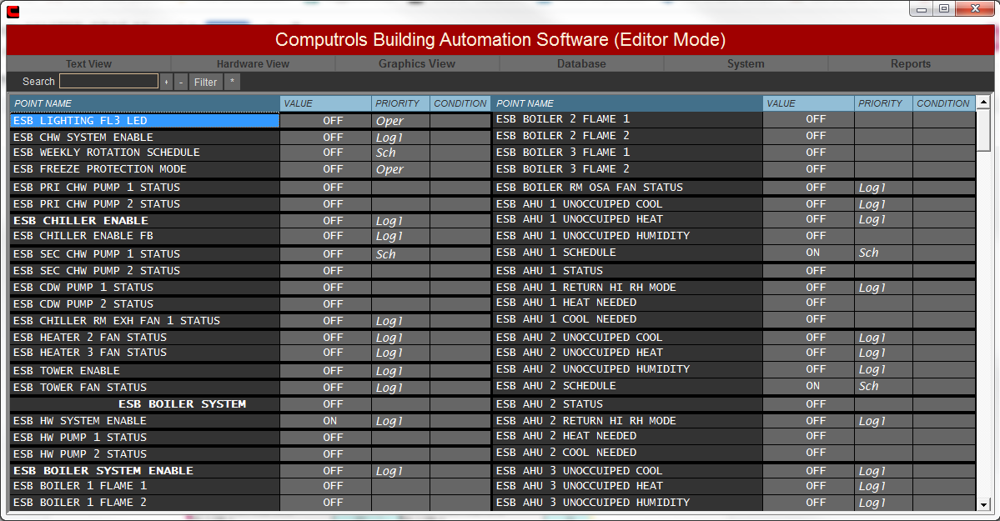 Computrols Building Automation Software (Editor Mode)
Text View Hardware View Graphics View Database System Reports
Search + - Filter *
POINT NAME VALUE PRIORITY CONDITION
ESB LIGHTING FL3 LED OFF Oper
ESB CHW SYSTEM ENABLE OFF Log1
ESB WEEKLY ROTATION SCHEDULE OFF Sch
ESB FREEZE PROTECTION MODE OFF Oper
ESB PRI CHW PUMP 1 STATUS OFF
ESB PRI CHW PUMP 2 STATUS OFF
ESB CHILLER ENABLE OFF Log1
ESB CHILLER ENABLE FB OFF Log1
ESB SEC CHW PUMP 1 STATUS OFF Sch
ESB SEC CHW PUMP 2 STATUS OFF
ESB CDW PUMP 1 STATUS OFF
ESB CDW PUMP 2 STATUS OFF
ESB CHILLER RM EXH FAN 1 STATUS OFF Log1
ESB HEATER 2 FAN STATUS OFF Log1
ESB HEATER 3 FAN STATUS OFF Log1
ESB TOWER ENABLE OFF Log1
ESB TOWER FAN STATUS OFF Log1
ESB BOILER SYSTEM OFF
ESB HW SYSTEM ENABLE ON Log1
ESB HW PUMP 1 STATUS OFF
ESB HW PUMP 2 STATUS OFF
ESB BOILER SYSTEM ENABLE OFF Log1
ESB BOILER 1 FLAME 1 OFF
ESB BOILER 1 FLAME 2 OFF
POINT NAME VALUE PRIORITY CONDITION
ESB BOILER 2 FLAME 1 OFF
ESB BOILER 2 FLAME 2 OFF
ESB BOILER 3 FLAME 1 OFF
ESB BOILER 3 FLAME 2 OFF
ESB BOILER RM OSA FAN STATUS OFF Log1
ESB AHU 1 UNOCCUIPED COOL OFF Log1
ESB AHU 1 UNOCCUIPED HEAT OFF Log1
ESB AHU 1 UNOCCUIPED HUMIDITY OFF
ESB AHU 1 SCHEDULE ON Sch
ESB AHU 1 STATUS OFF
ESB AHU 1 RETURN HI RH MODE OFF Log1
ESB AHU 1 HEAT NEEDED OFF
ESB AHU 1 COOL NEEDED OFF
ESB AHU 2 UNOCCUIPED COOL OFF Log1
ESB AHU 2 UNOCCUIPED HEAT OFF Log1
ESB AHU 2 UNOCCUIPED HUMIDITY OFF Log1
ESB AHU 2 SCHEDULE ON Sch
ESB AHU 2 STATUS OFF
ESB AHU 2 RETURN HI RH MODE OFF Log1
ESB AHU 2 HEAT NEEDED OFF
ESB AHU 2 COOL NEEDED OFF
ESB AHU 3 UNOCCUIPED COOL OFF Log1
ESB AHU 3 UNOCCUIPED HEAT OFF Log1
ESB AHU 3 UNOCCUIPED HUMIDITY OFF Log1